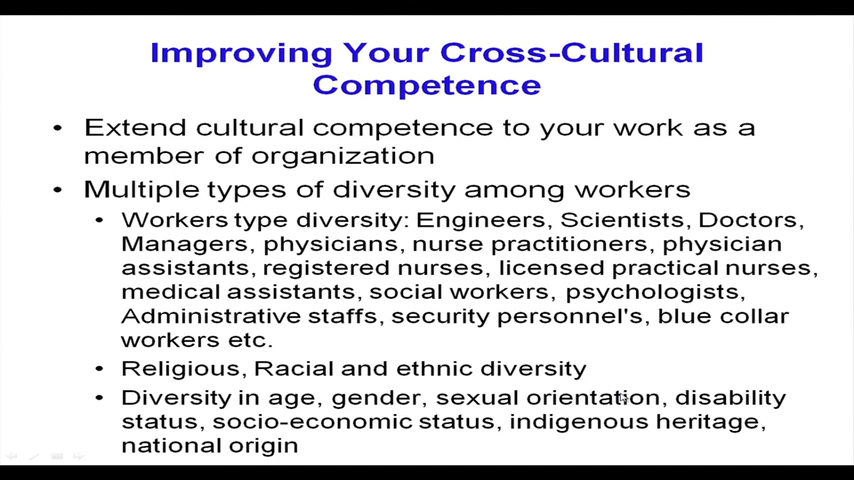 Improving Your Cross-Cultural
Competence
• Extend cultural competence to your work as a
member of organization
• Multiple types of diversity among workers
• Workers type diversity: Engineers, Scientists, Doctors,
Managers, physicians, nurse practitioners, physician
assistants, registered nurses, licensed practical nurses,
medical assistants, social workers, psychologists,
Administrative staffs, security personnel's, blue collar
workers etc.
• Religious, Racial and ethnic diversity
• Diversity in age, gender, sexual orientation, disability
status, socio-economic status, indigenous heritage,
national origin